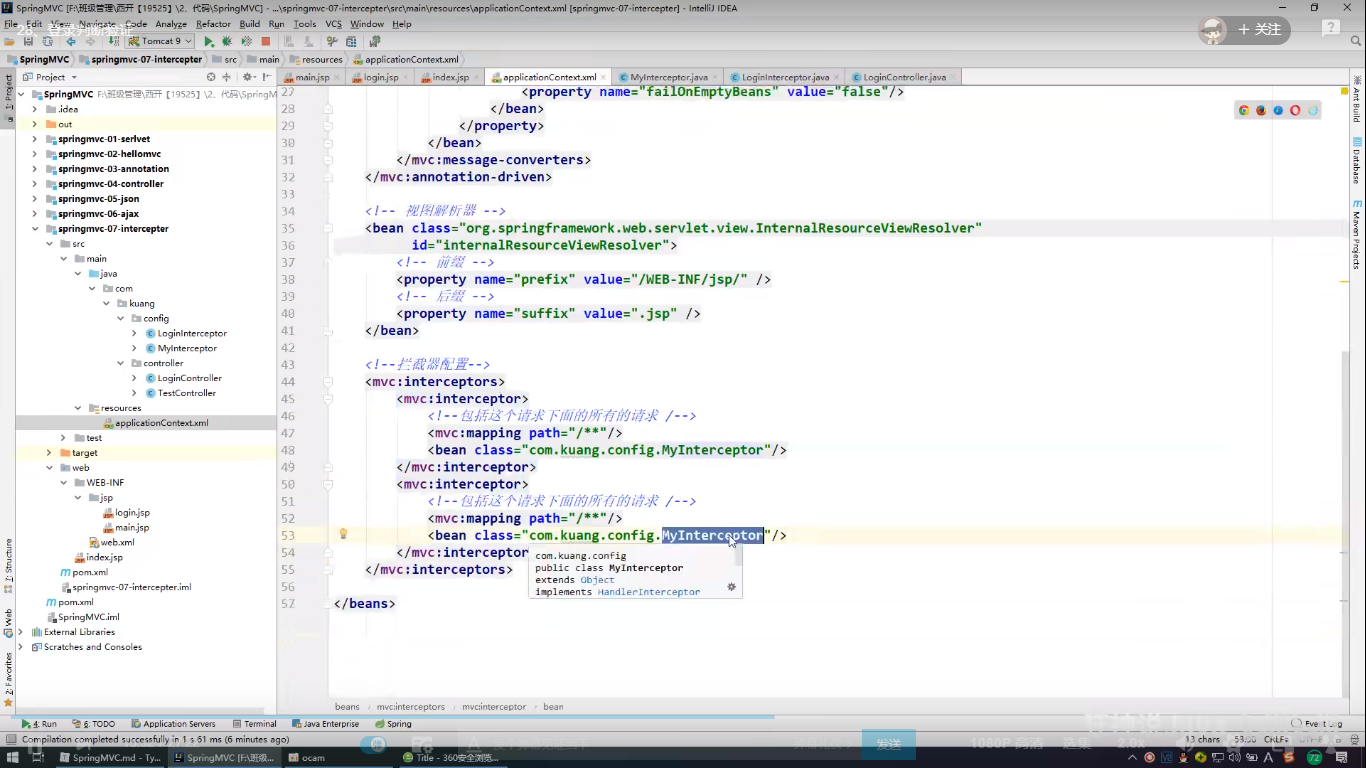 SpringMVC [F:\班级管理\西开【19525】\2、代码\SpringMVC] - ...\springmvc-07-intercepter\src\main\resources\applicationContext.xml [springmvc-07-intercepter] - IntelliJ IDEA
File Edit View Navigate Code Analyze Refactor Build Run Tools VCS Window Help
28、登录判断验证
+ 关注
Tomcat 9
SpringMVC springmvc-07-intercepter src main resources applicationContext.xml
Project
main.jsp login.jsp index.jsp applicationContext.xml MyInterceptor.java LoginInterceptor.java LoginController.java
1: Project
SpringMVC F:\班级管理\西开【19525】\2、代码\SpringM
.idea
out
springmvc-01-serlvet
springmvc-02-hellomvc
springmvc-03-annotation
springmvc-04-controller
springmvc-05-json
springmvc-06-ajax
springmvc-07-intercepter
src
main
java
com
kuang
config
LoginInterceptor
MyInterceptor
controller
LoginController
TestController
resources
applicationContext.xml
test
target
web
WEB-INF
jsp
login.jsp
main.jsp
web.xml
index.jsp
pom.xml
springmvc-07-intercepter.iml
pom.xml
SpringMVC.iml
External Libraries
Scratches and Consoles
7: Structure
Web
2: Favorites
27 <property name="failOnEmptyBeans" value="false"/>
28 </bean>
29 </property>
30 </bean>
31 </mvc:message-converters>
32 </mvc:annotation-driven>
33
34 <!-- 视图解析器 -->
35 <bean class="org.springframework.web.servlet.view.InternalResourceViewResolver"
36 id="internalResourceViewResolver">
37 <!-- 前缀 -->
38 <property name="prefix" value="/WEB-INF/jsp/" />
39 <!-- 后缀 -->
40 <property name="suffix" value=".jsp" />
41 </bean>
42
43 <!--拦截器配置-->
44 <mvc:interceptors>
45 <mvc:interceptor>
46 <!--包括这个请求下面的所有的请求 /-->
47 <mvc:mapping path="/**"/>
48 <bean class="com.kuang.config.MyInterceptor"/>
49 </mvc:interceptor>
50 <mvc:interceptor>
51 <!--包括这个请求下面的所有的请求 /-->
52 <mvc:mapping path="/**"/>
53 <bean class="com.kuang.config.MyInterceptor"/>
54 </mvc:interceptor
55 </mvc:interceptors>
56
57 </beans>
com.kuang.config
public class MyInterceptor
extends Object
implements HandlerInterceptor
Ant Build
Database
Maven Projects
beans mvc:interceptors mvc:interceptor bean
4: Run 6: TODO Application Servers Terminal Java Enterprise Spring Event Log
Compilation completed successfully in 1 s 61 ms (6 minutes ago)
13 chars
发送
1080P 高清 选集 2.0x
SpringMVC.md - Ty... SpringMVC [F:\班级... ocam Title - 360安全浏览...
72